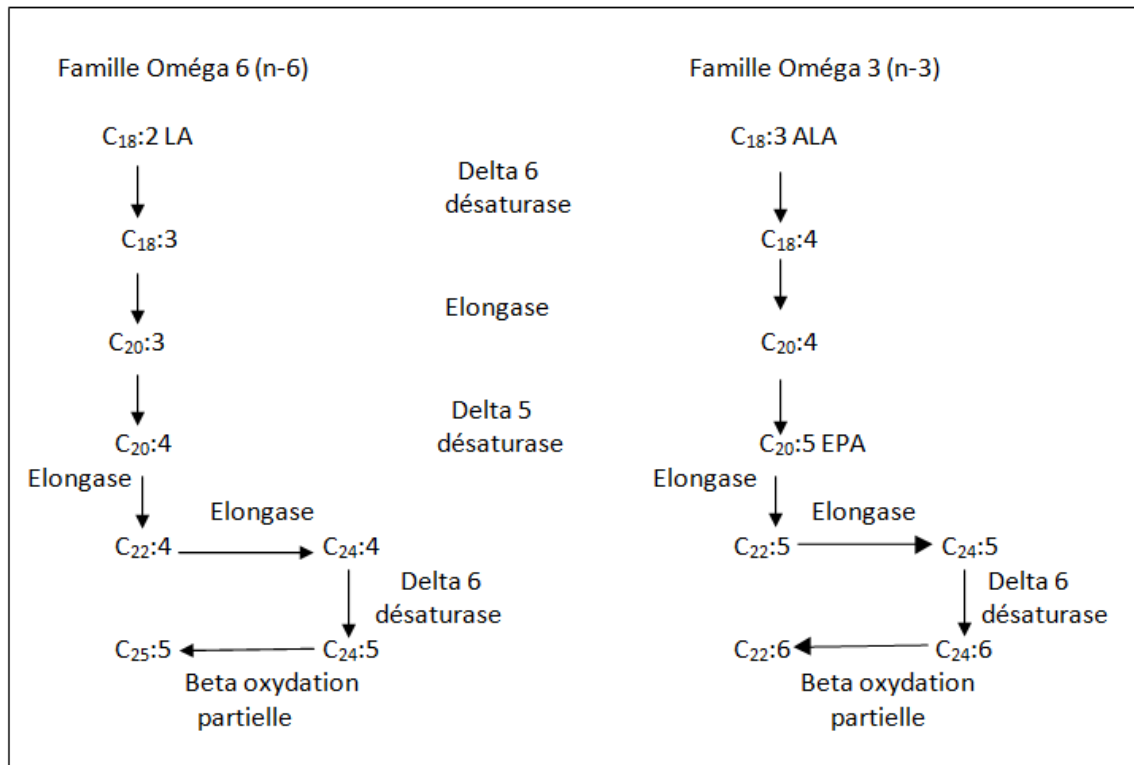 Famille Oméga 6 (n-6)
Famille Oméga 3 (n-3)
C₁₈:2 LA
C₁₈:3 ALA
Delta 6
désaturase
C₁₈:3
C₁₈:4
Elongase
C₂₀:3
C₂₀:4
Delta 5
désaturase
C₂₀:4
C₂₀:5 EPA
Elongase
Elongase
Elongase
Elongase
C₂₂:4
C₂₄:4
C₂₂:5
C₂₄:5
Delta 6
désaturase
Delta 6
désaturase
C₂₅:5
C₂₄:5
C₂₂:6
C₂₄:6
Beta oxydation
partielle
Beta oxydation
partielle